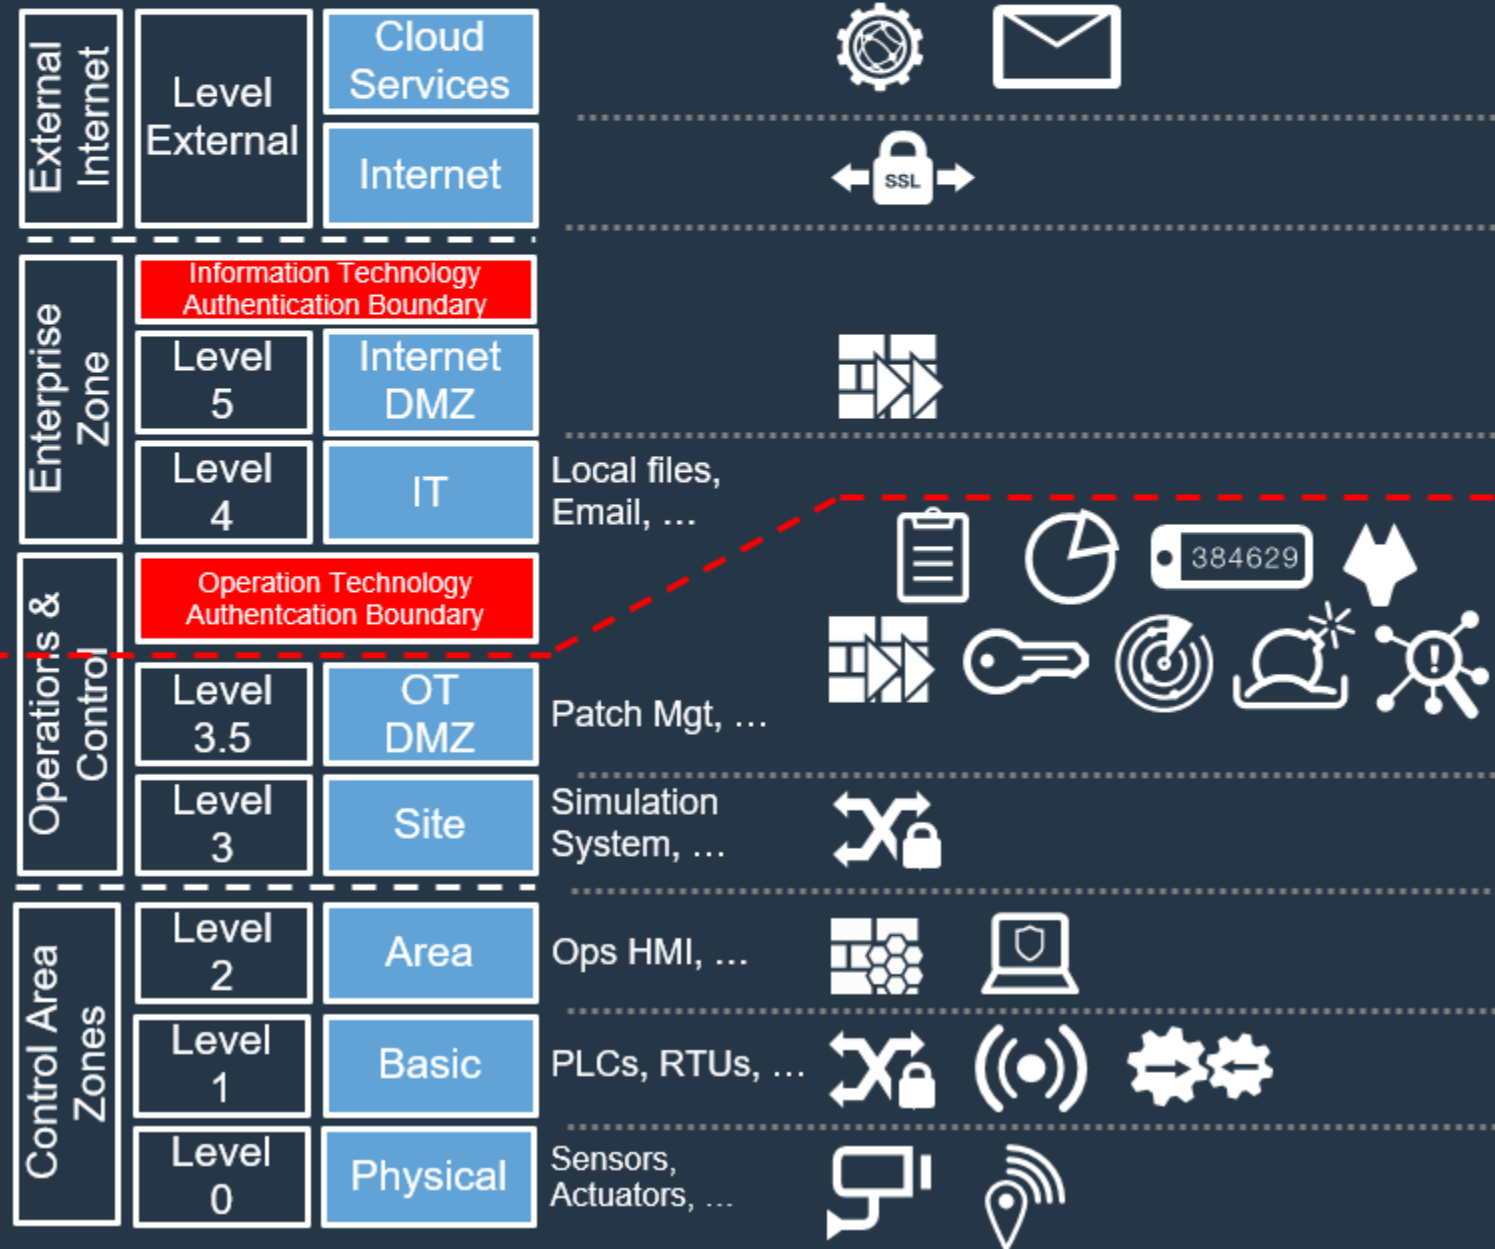 External
Internet
Level
External
Cloud
Services
Internet
SSL
Enterprise
Zone
Information Technology
Authentication Boundary
Level
5
Internet
DMZ
Level
4
IT
Local files,
Email, ...
Operations &
Control
Operation Technology
Authentcation Boundary
384629
Level
3.5
OT
DMZ
Patch Mgt, ...
!
Level
3
Site
Simulation
System, ...
Control Area
Zones
Level
2
Area
Ops HMI, ...
Level
1
Basic
PLCs, RTUs, ...
Level
0
Physical
Sensors,
Actuators, ...